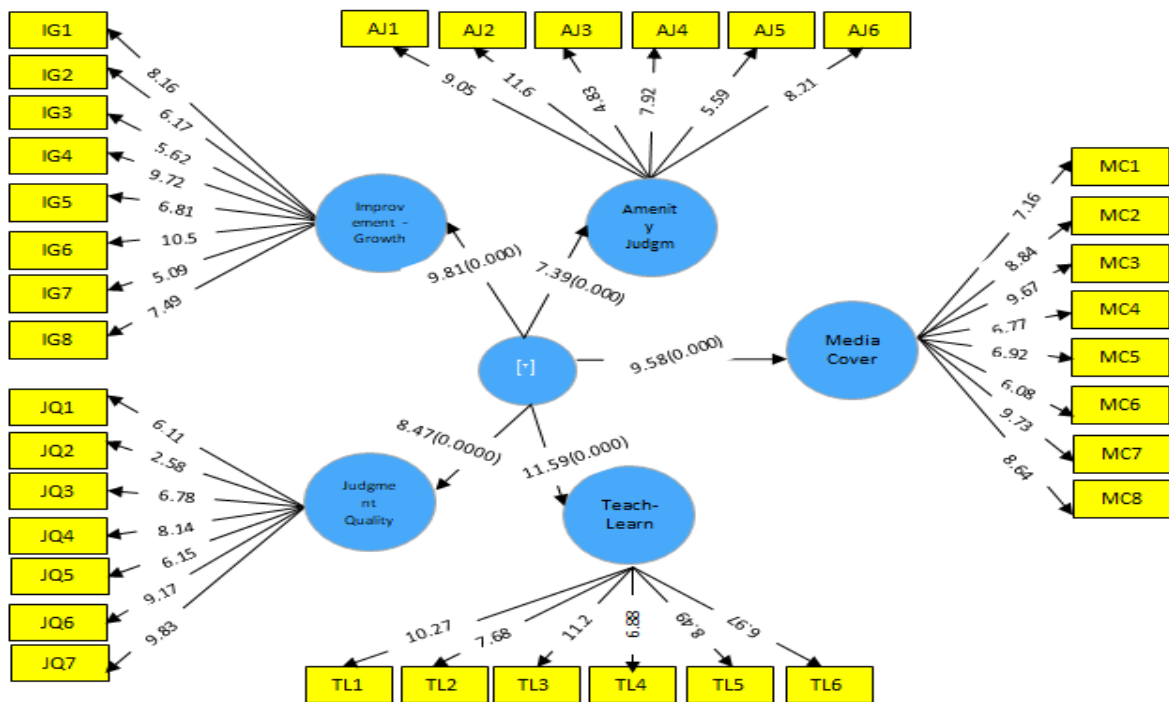 IG1
IG2
IG3
IG4
IG5
IG6
IG7
IG8
8.16
6.17
5.62
9.72
6.81
10.5
5.09
7.49
Improv
ement -
Growth
AJ1
AJ2
AJ3
AJ4
AJ5
AJ6
9.05
11.6
4.83
7.92
5.59
8.21
Amenit
y
Judgm
9.81(0.000)
7.39(0.000)
[۲]
9.58(0.000)
8.47(0.0000)
11.59(0.000)
Media
Cover
7.16
8.84
9.67
6.77
6.92
6.08
9.73
8.64
MC1
MC2
MC3
MC4
MC5
MC6
MC7
MC8
JQ1
JQ2
JQ3
JQ4
JQ5
JQ6
JQ7
6.11
2.58
6.78
8.14
6.15
9.17
9.83
Judgme
nt
Quality
Teach-
Learn
10.27
7.68
11.2
6.88
8.49
6.97
TL1
TL2
TL3
TL4
TL5
TL6